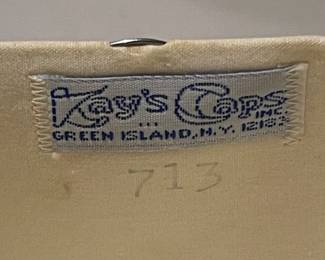 Kay's Caps
... INC.
GREEN ISLAND, N.Y. 12183
713